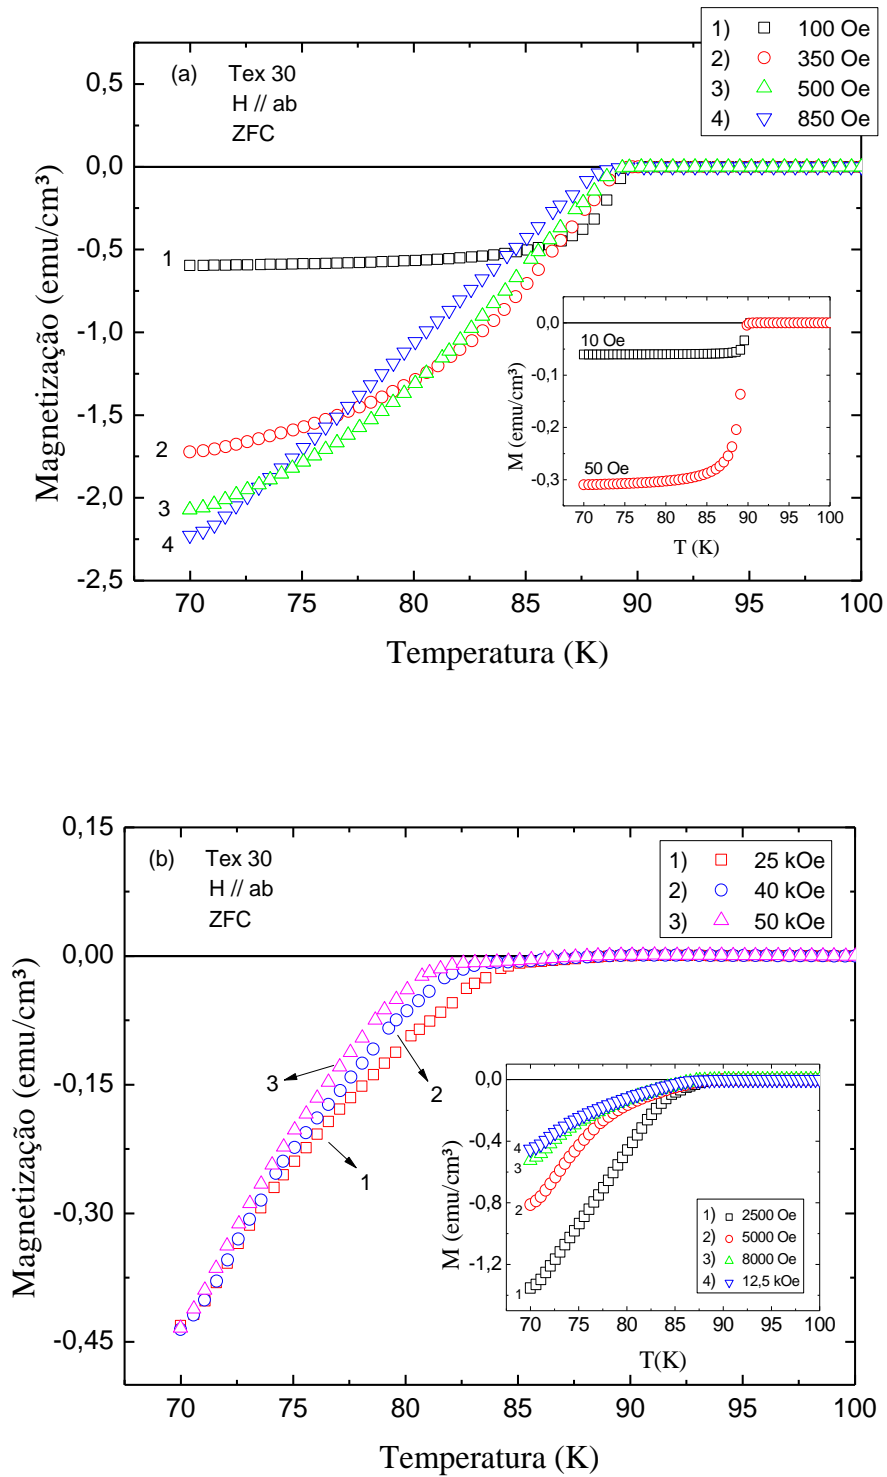 1) 100 Oe
2) 350 Oe
3) 500 Oe
4) 850 Oe
(a) Tex 30
H // ab
ZFC
0,5
0,0
-0,5
-1,0
-1,5
-2,0
-2,5
Magnetização (emu/cm³)
1
2
3
4
70 75 80 85 90 95 100
Temperatura (K)
0,0
-0,1
-0,2
-0,3
M (emu/cm³)
10 Oe
50 Oe
70 75 80 85 90 95 100
T (K)
(b) Tex 30
H // ab
ZFC
1) 25 kOe
2) 40 kOe
3) 50 kOe
0,15
0,00
-0,15
-0,30
-0,45
Magnetização (emu/cm³)
3
2
1
70 75 80 85 90 95 100
Temperatura (K)
0,0
-0,4
-0,8
-1,2
M (emu/cm³)
4
3
2
1
1) 2500 Oe
2) 5000 Oe
3) 8000 Oe
4) 12,5 kOe
70 75 80 85 90 95 100
T(K)